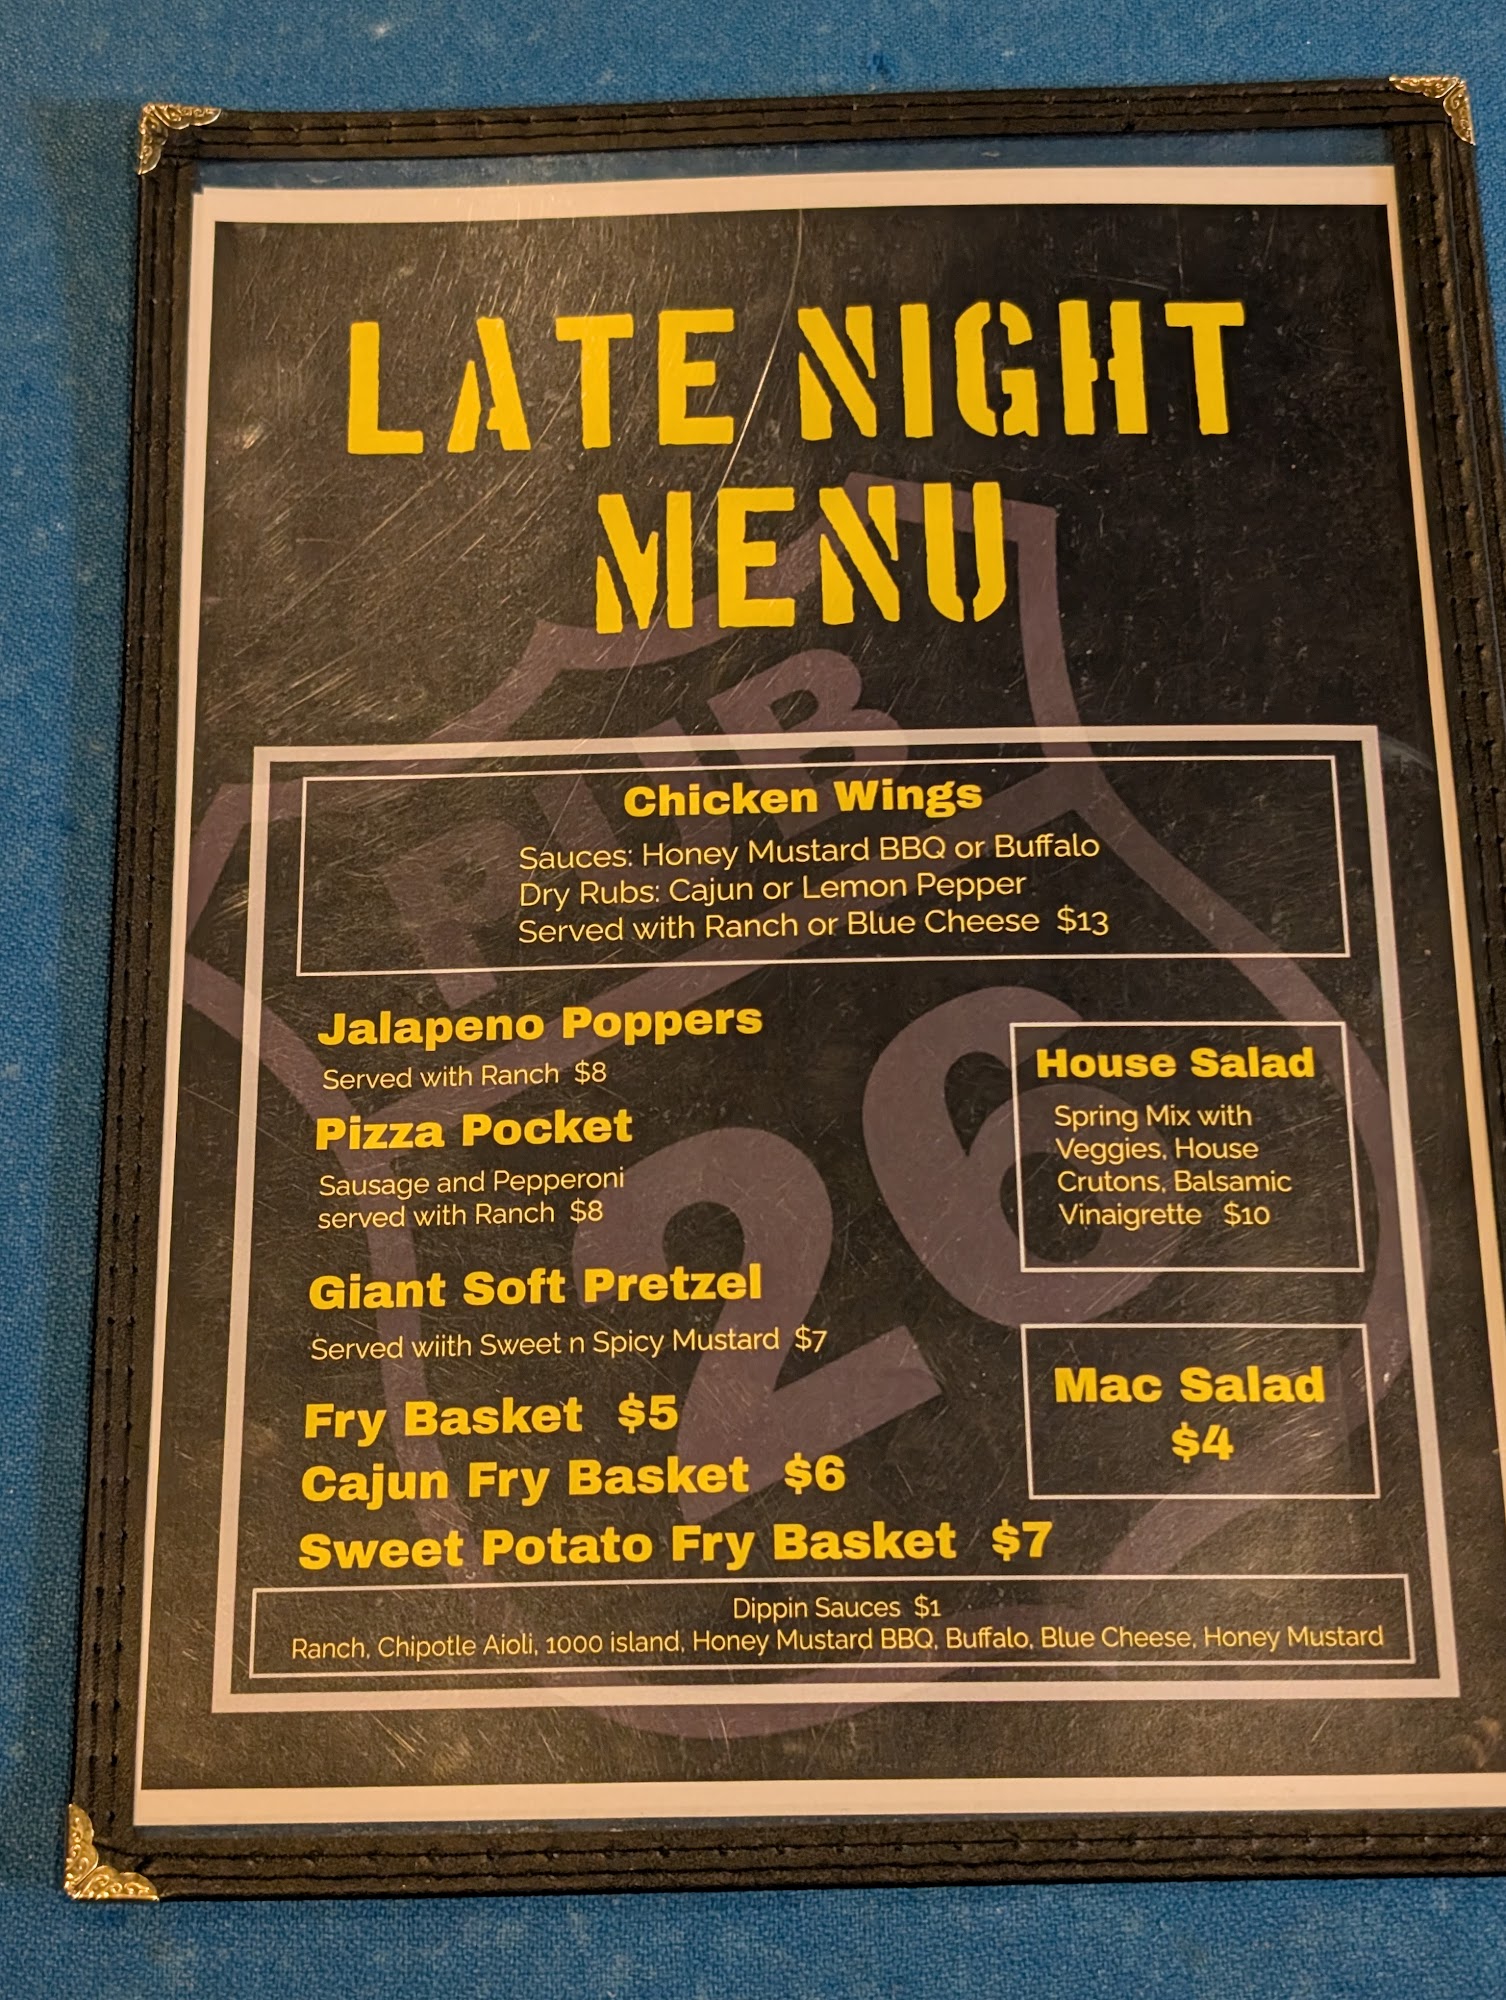 LATE NIGHT
MENU
PUB
26
Chicken Wings
Sauces: Honey Mustard BBQ or Buffalo
Dry Rubs: Cajun or Lemon Pepper
Served with Ranch or Blue Cheese $13
Jalapeno Poppers
Served with Ranch $8
Pizza Pocket
Sausage and Pepperoni
served with Ranch $8
Giant Soft Pretzel
Served wiith Sweet n Spicy Mustard $7
Fry Basket $5
Cajun Fry Basket $6
Sweet Potato Fry Basket $7
House Salad
Spring Mix with
Veggies, House
Crutons, Balsamic
Vinaigrette $10
Mac Salad
$4
Dippin Sauces $1
Ranch, Chipotle Aioli, 1000 island, Honey Mustard BBQ, Buffalo, Blue Cheese, Honey Mustard